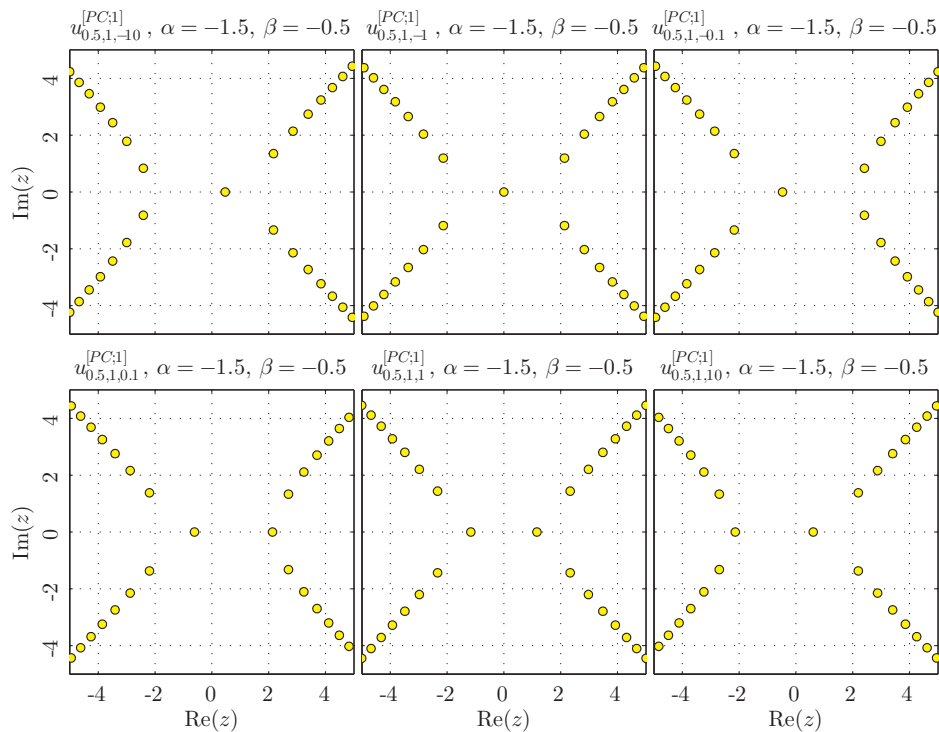 u^{[PC;1]}_{0.5,1,-10}, α = −1.5, β = −0.5
u^{[PC;1]}_{0.5,1,-1}, α = −1.5, β = −0.5
u^{[PC;1]}_{0.5,1,-0.1}, α = −1.5, β = −0.5
4
2
0
-2
-4
Im(z)
u^{[PC;1]}_{0.5,1,0.1}, α = −1.5, β = −0.5
u^{[PC;1]}_{0.5,1,1}, α = −1.5, β = −0.5
u^{[PC;1]}_{0.5,1,10}, α = −1.5, β = −0.5
4
2
0
-2
-4
Im(z)
-4 -2 0 2 4
-4 -2 0 2 4
-4 -2 0 2 4
Re(z)
Re(z)
Re(z)